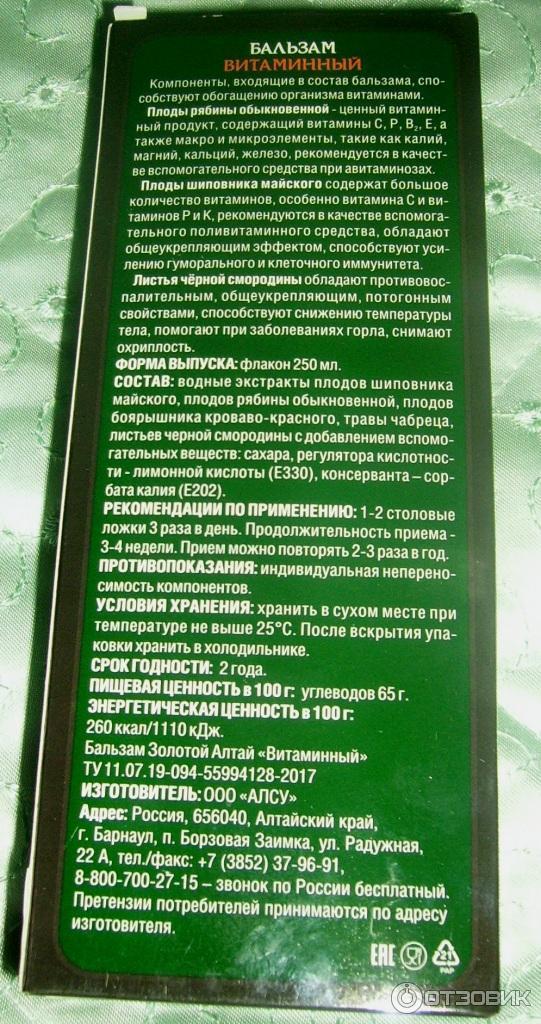 БАЛЬЗАМ
ВИТАМИННЫЙ
Компоненты, входящие в состав бальзама, спо-
собствуют обогащению организма витаминами.
Плоды рябины обыкновенной - ценный витамин-
ный продукт, содержащий витамины С, Р, В₂, Е, а
также макро и микроэлементы, такие как калий,
магний, кальций, железо, рекомендуется в качест-
ве вспомогательного средства при авитаминозах.
Плоды шиповника майского содержат большое
количество витаминов, особенно витамина С и ви-
таминов Р и К, рекомендуются в качестве вспомога-
тельного поливитаминного средства, обладают
общеукрепляющим эффектом, способствуют уси-
лению гуморального и клеточного иммунитета.
Листья чёрной смородины обладают противовос-
палительным, общеукрепляющим, потогонным
свойствами, способствуют снижению температуры
тела, помогают при заболеваниях горла, снимают
охриплость.
ФОРМА ВЫПУСКА: флакон 250 мл.
СОСТАВ: водные экстракты плодов шиповника
майского, плодов рябины обыкновенной, плодов
боярышника кроваво-красного, травы чабреца,
листьев черной смородины с добавлением вспомо-
гательных веществ: сахара, регулятора кислотнос-
ти - лимонной кислоты (Е330), консерванта – сор-
бата калия (Е202).
РЕКОМЕНДАЦИИ ПО ПРИМЕНЕНИЮ: 1-2 столовые
ложки 3 раза в день. Продолжительность приема -
3-4 недели. Прием можно повторять 2-3 раза в год.
ПРОТИВОПОКАЗАНИЯ: индивидуальная неперено-
симость компонентов.
УСЛОВИЯ ХРАНЕНИЯ: хранить в сухом месте при
температуре не выше 25°С. После вскрытия упа-
ковки хранить в холодильнике.
СРОК ГОДНОСТИ: 2 года.
ПИЩЕВАЯ ЦЕННОСТЬ в 100 г: углеводов 65 г.
ЭНЕРГЕТИЧЕСКАЯ ЦЕННОСТЬ в 100 г:
260 ккал/1110 кДж.
Бальзам Золотой Алтай «Витаминный»
ТУ 11.07.19-094-55994128-2017
ИЗГОТОВИТЕЛЬ: ООО «АЛСУ»
Адрес: Россия, 656040, Алтайский край,
г. Барнаул, п. Борзовая Заимка, ул. Радужная,
22 А, тел./факс: +7 (3852) 37-96-91,
8-800-700-27-15 – звонок по России бесплатный.
Претензии потребителей принимаются по адресу
изготовителя.
ЕАС
21
PAP
ОТЗОВИК